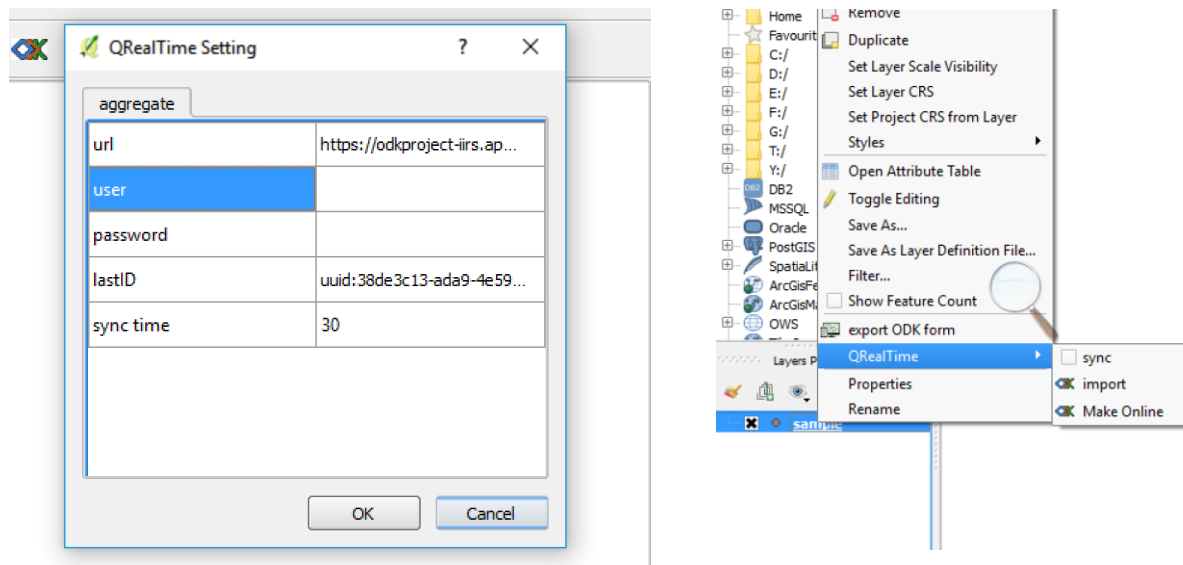 QRealTime Setting
?
aggregate
url https://odkproject-iirs.ap...
user
password
lastID uuid:38de3c13-ada9-4e59...
sync time 30
OK Cancel
Home
Favourit
C:/
D:/
E:/
F:/
G:/
T:/
Y:/
DB2 DB2
MSSQL
Oracle
PostGIS
SpatiaLit
ArcGisFe
ArcGisMa
OWS
Layers P
sample
Remove
Duplicate
Set Layer Scale Visibility
Set Layer CRS
Set Project CRS from Layer
Styles
Open Attribute Table
Toggle Editing
Save As...
Save As Layer Definition File...
Filter...
Show Feature Count
export ODK form
QRealTime
Properties
Rename
sync
import
Make Online